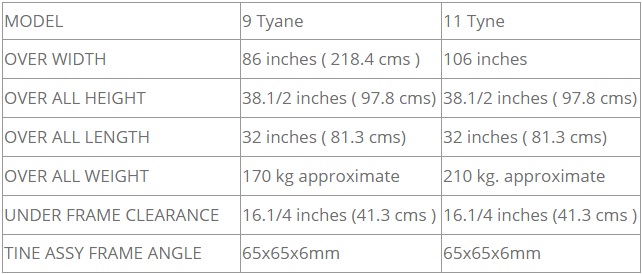 MODEL 9 Tyane 11 Tyne
OVER WIDTH 86 inches ( 218.4 cms ) 106 inches
OVER ALL HEIGHT 38.1/2 inches ( 97.8 cms) 38.1/2 inches ( 97.8 cms)
OVER ALL LENGTH 32 inches ( 81.3 cms) 32 inches ( 81.3 cms)
OVER ALL WEIGHT 170 kg approximate 210 kg. approximate
UNDER FRAME CLEARANCE 16.1/4 inches (41.3 cms ) 16.1/4 inches (41.3 cms )
TINE ASSY FRAME ANGLE 65x65x6mm 65x65x6mm